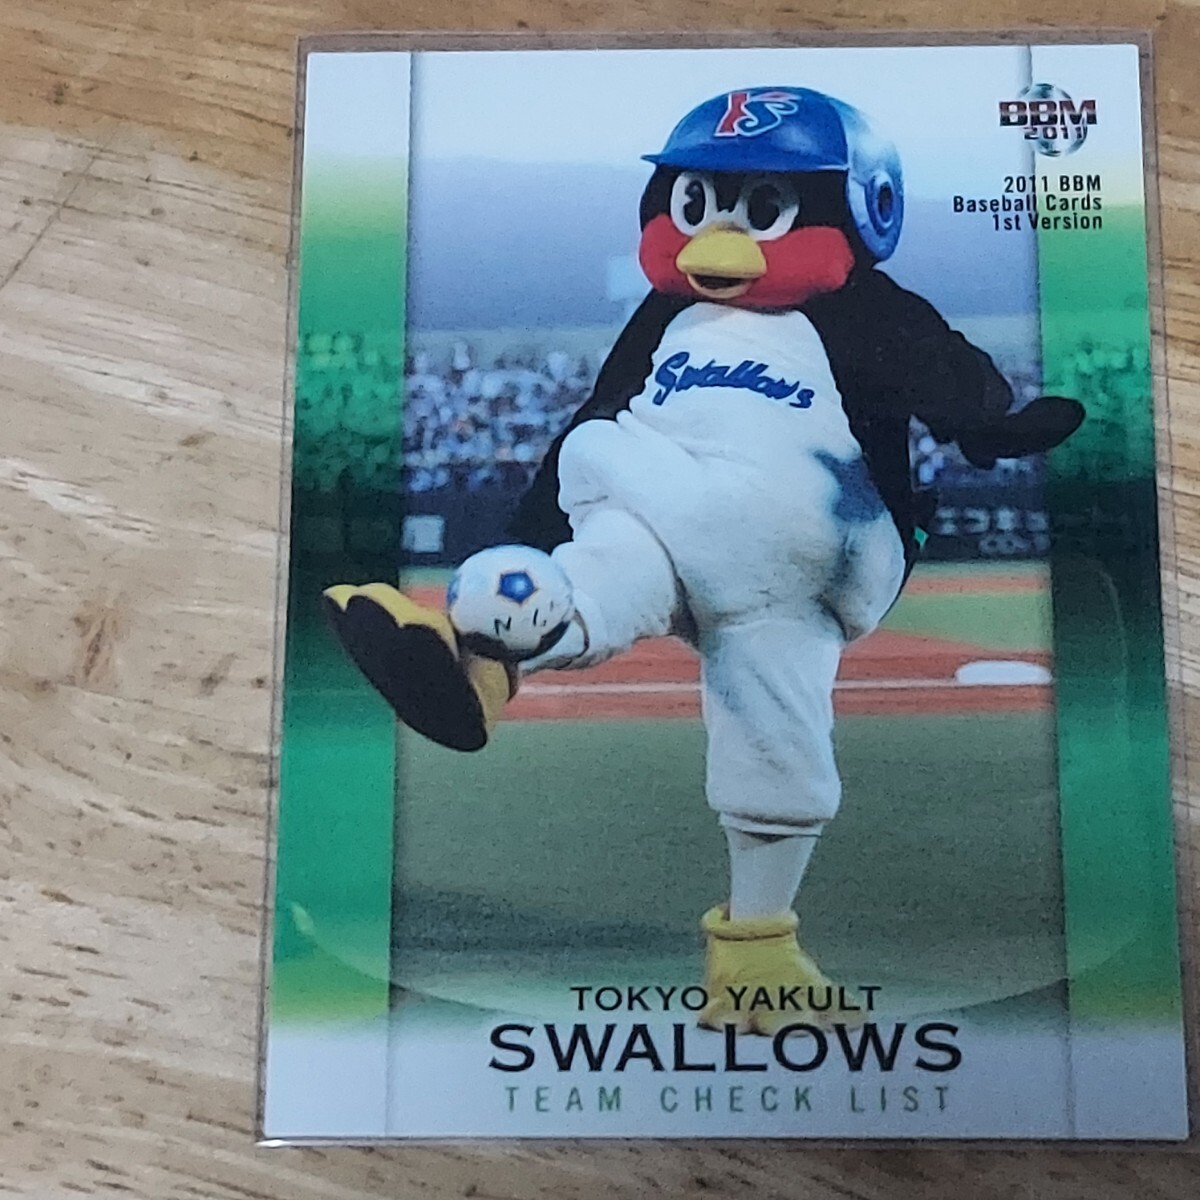 YS
BBM
2011
2011 BBM
Baseball Cards
1st Version
Swallows
TOKYO YAKULT
SWALLOWS
TEAM CHECK LIST